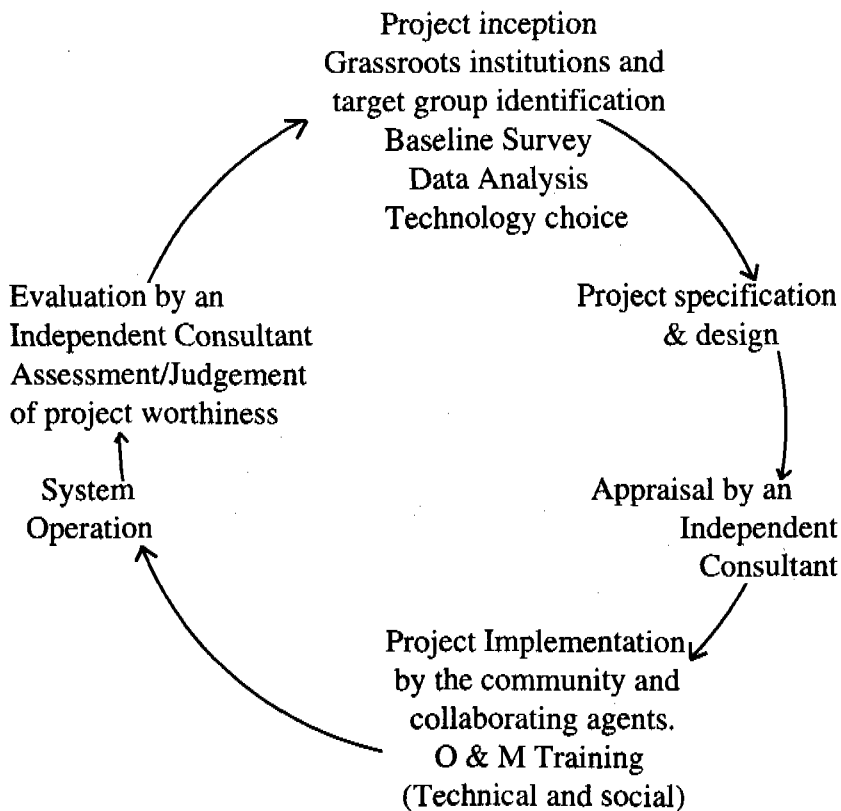 Project inception
Grassroots institutions and
target group identification
Baseline Survey
Data Analysis
Technology choice
Project specification
& design
Appraisal by an
Independent
Consultant
Project Implementation
by the community and
collaborating agents.
O & M Training
(Technical and social)
System
Operation
Evaluation by an
Independent Consultant
Assessment/Judgement
of project worthiness